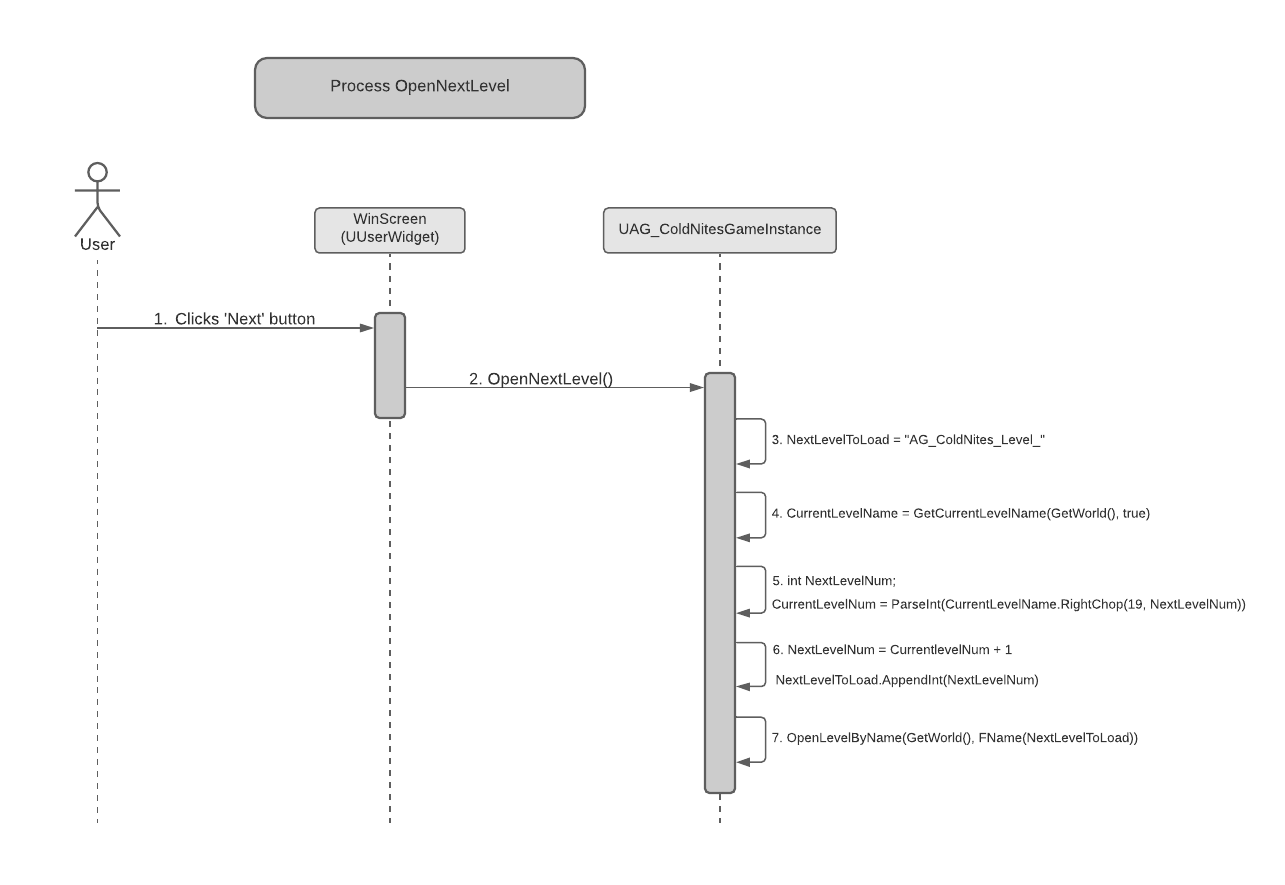 Process OpenNextLevel
User
WinScreen
(UUserWidget)
UAG_ColdNitesGameInstance
1. Clicks 'Next' button
2. OpenNextLevel()
3. NextLevelToLoad = "AG_ColdNites_Level_"
4. CurrentLevelName = GetCurrentLevelName(GetWorld(), true)
5. int NextLevelNum;
CurrentLevelNum = ParseInt(CurrentLevelName.RightChop(19, NextLevelNum))
6. NextLevelNum = CurrentlevelNum + 1
NextLevelToLoad.AppendInt(NextLevelNum)
7. OpenLevelByName(GetWorld(), FName(NextLevelToLoad))